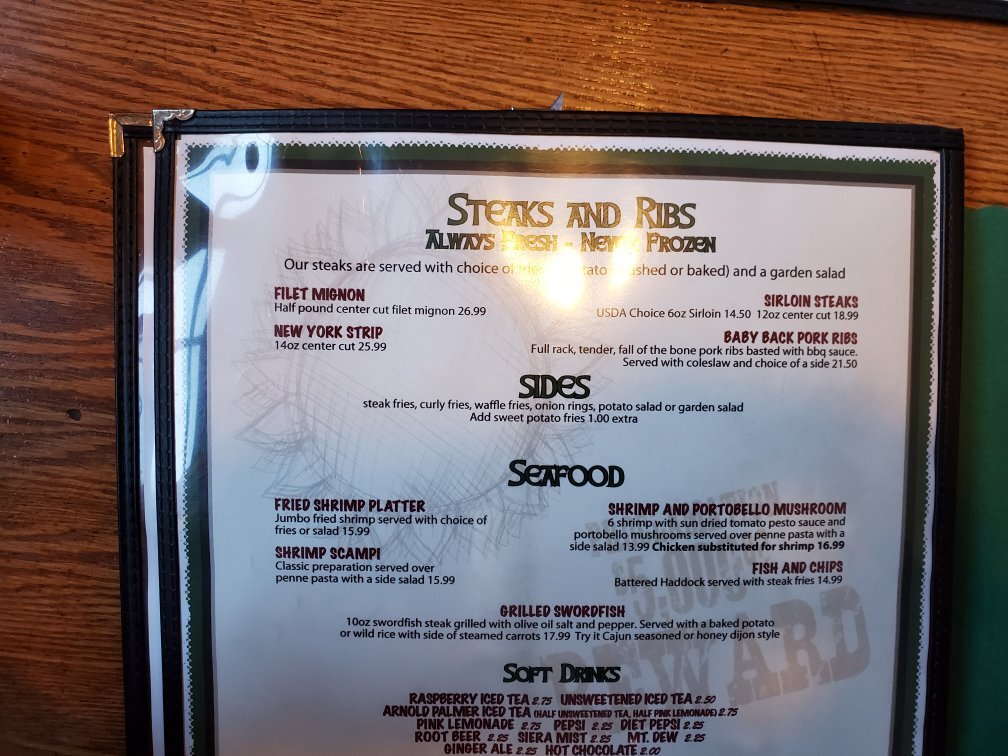 STEAKS AND RIBS
ALWAYS FRESH - NEVER FROZEN
Our steaks are served with choice of potato (mashed or baked) and a garden salad
FILET MIGNON
Half pound center cut filet mignon 26.99
NEW YORK STRIP
14oz center cut 25.99
SIRLOIN STEAKS
USDA Choice 6oz Sirloin 14.50 12oz center cut 18.99
BABY BACK PORK RIBS
Full rack, tender, fall of the bone pork ribs basted with bbq sauce.
Served with coleslaw and choice of a side 21.50
SIDES
steak fries, curly fries, waffle fries, onion rings, potato salad or garden salad
Add sweet potato fries 1.00 extra
SEAFOOD
FRIED SHRIMP PLATTER
Jumbo fried shrimp served with choice of
fries or salad 15.99
SHRIMP SCAMPI
Classic preparation served over
penne pasta with a side salad 15.99
SHRIMP AND PORTOBELLO MUSHROOM
6 shrimp with sun dried tomato pesto sauce and
portobello mushrooms served over penne pasta with a
side salad 13.99 Chicken substituted for shrimp 16.99
FISH AND CHIPS
Battered Haddock served with steak fries 14.99
GRILLED SWORDFISH
10oz swordfish steak grilled with olive oil salt and pepper. Served with a baked potato
or wild rice with side of steamed carrots 17.99 Try it Cajun seasoned or honey dijon style
REWARD
SOFT DRINKS
RASPBERRY ICED TEA 2.75 UNSWEETENED ICED TEA 2.50
ARNOLD PALMER ICED TEA (HALF UNSWEETENED TEA, HALF PINK LEMONADE) 2.75
PINK LEMONADE 2.75 PEPSI 2.25 DIET PEPSI 2.25
ROOT BEER 2.25 SIERA MIST 2.25 MT. DEW 2.25
GINGER ALE 2.25 HOT CHOCOLATE 2.00